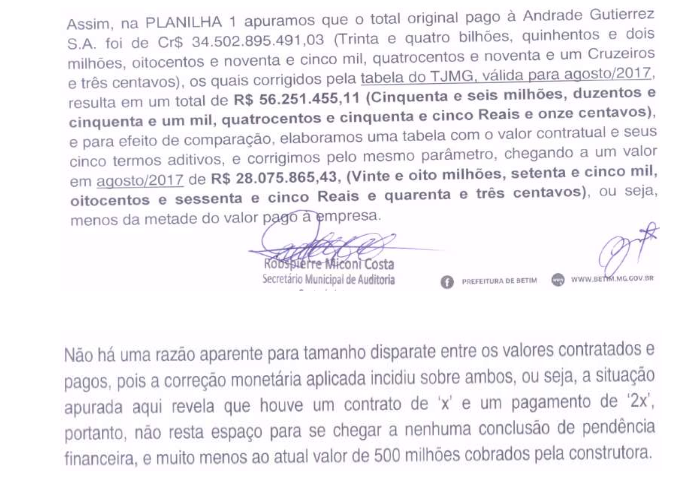 Assim, na PLANILHA 1 apuramos que o total original pago à Andrade Gutierrez
S.A. foi de Cr$ 34.502.895.491,03 (Trinta e quatro bilhões, quinhentos e dois
milhões, oitocentos e noventa e cinco mil, quatrocentos e noventa e um Cruzeiros
e três centavos), os quais corrigidos pela tabela do TJMG, válida para agosto/2017,
resulta em um total de R$ 56.251.455,11 (Cinquenta e seis milhões, duzentos e
cinquenta e um mil, quatrocentos e cinquenta e cinco Reais e onze centavos),
e para efeito de comparação, elaboramos uma tabela com o valor contratual e seus
cinco termos aditivos, e corrigimos pelo mesmo parâmetro, chegando a um valor
em agosto/2017 de R$ 28.075.865,43, (Vinte e oito milhões, setenta e cinco mil,
oitocentos e sessenta e cinco Reais e quarenta e três centavos), ou seja,
menos da metade do valor pago à empresa.
Robspierre Miconi Costa
Secretário Municipal de Auditoria
PREFEITURA DE BETIM WWW.BETIM.MG.GOV.BR
Não há uma razão aparente para tamanho disparate entre os valores contratados e
pagos, pois a correção monetária aplicada incidiu sobre ambos, ou seja, a situação
apurada aqui revela que houve um contrato de ‘x’ e um pagamento de ‘2x’,
portanto, não resta espaço para se chegar a nenhuma conclusão de pendência
financeira, e muito menos ao atual valor de 500 milhões cobrados pela construtora.